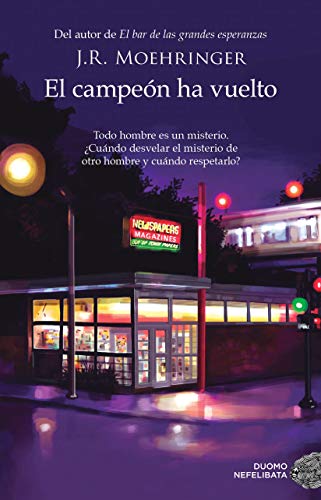 Del autor de El bar de las grandes esperanzas
J.R. Moehringer
El campeón ha vuelto
Todo hombre es un misterio.
¿Cuándo desvelar el misterio de
otro hombre y cuándo respetarlo?
NEWSPAPERS
MAGAZINES
DUOMO
NEFELIBATA